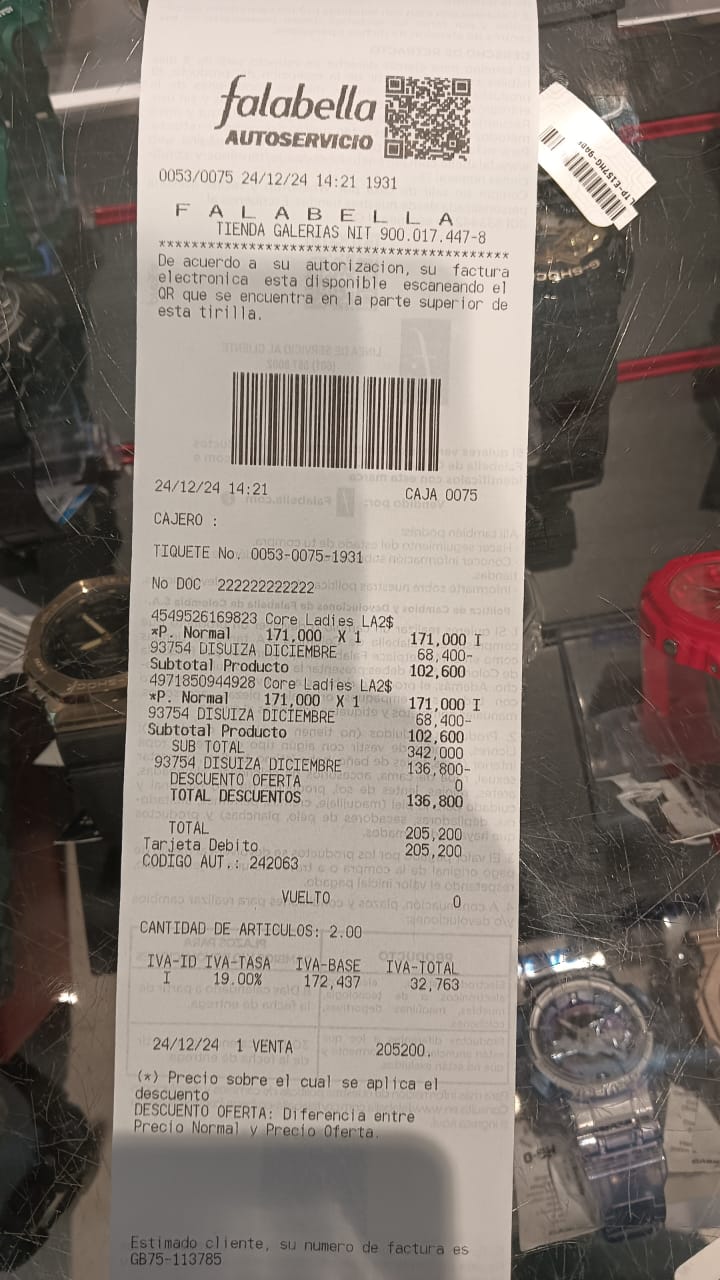 falabella
AUTOSERVICIO
0053/0075 24/12/24 14:21 1931
F A L A B E L L A
TIENDA GALERIAS NIT 900.017.447-8
******************************************
De acuerdo a su autorizacion, su factura
electronica esta disponible escaneando el
QR que se encuentra en la parte superior de
esta tirilla.
24/12/24 14:21 CAJA 0075
CAJERO :
TIQUETE No. 0053-0075-1931
No DOC 222222222222
4549526169823 Core Ladies LA2$
*P. Normal 171,000 X 1 171,000 I
93754 DISUIZA DICIEMBRE 68,400-
Subtotal Producto 102,600
4971850944928 Core Ladies LA2$
*P. Normal 171,000 X 1 171,000 I
93754 DISUIZA DICIEMBRE 68,400-
Subtotal Producto 102,600
SUB TOTAL 342,000
93754 DISUIZA DICIEMBRE 136,800-
DESCUENTO OFERTA 0
TOTAL DESCUENTOS 136,800
TOTAL 205,200
Tarjeta Debito 205,200
CODIGO AUT.: 242063
VUELTO 0
CANTIDAD DE ARTICULOS: 2.00
IVA-ID IVA-TASA IVA-BASE IVA-TOTAL
I 19.00% 172,437 32,763
24/12/24 1 VENTA 205200.
(*) Precio sobre el cual se aplica el
descuento
DESCUENTO OFERTA: Diferencia entre
Precio Normal y Precio Oferta.
Estimado cliente, su numero de factura es
GB75-113785
G-SHOCK